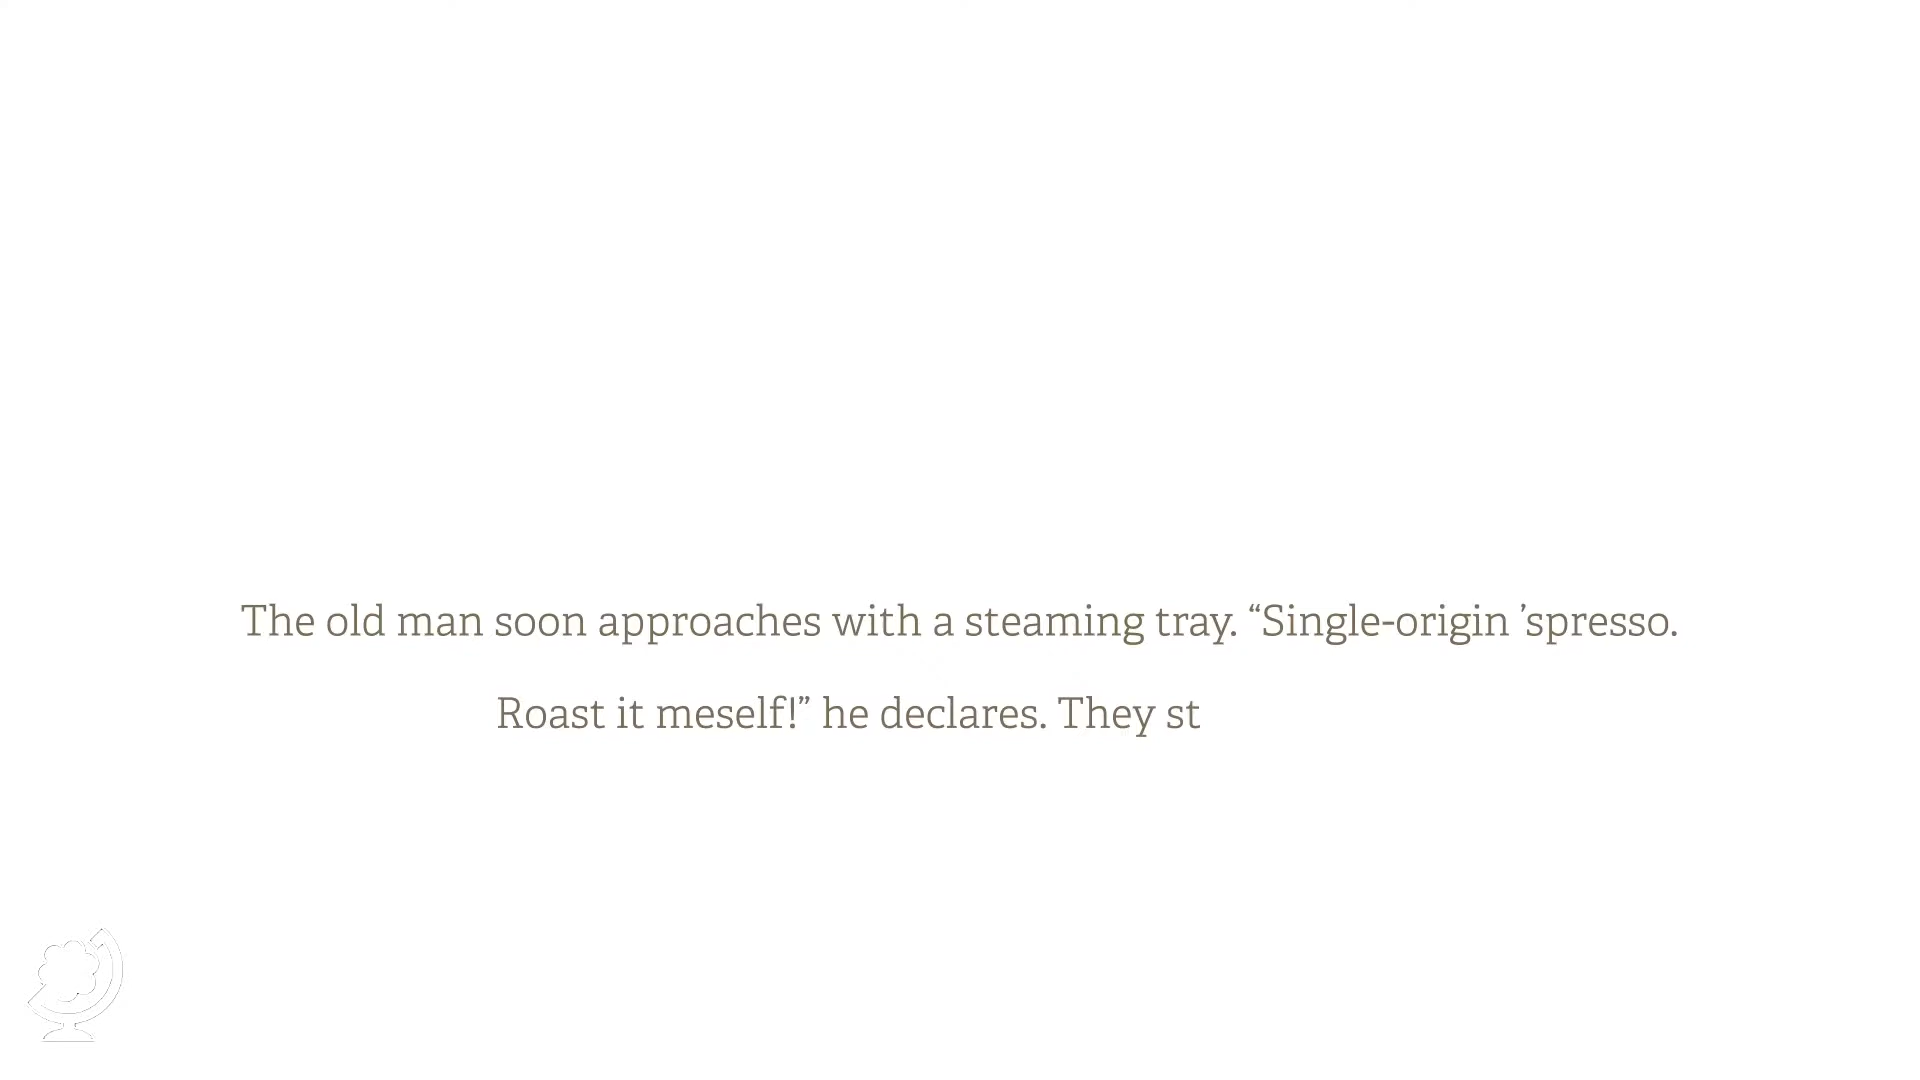 The old man soon approaches with a steaming tray. “Single-origin ’spresso.
Roast it meself!” he declares. They st